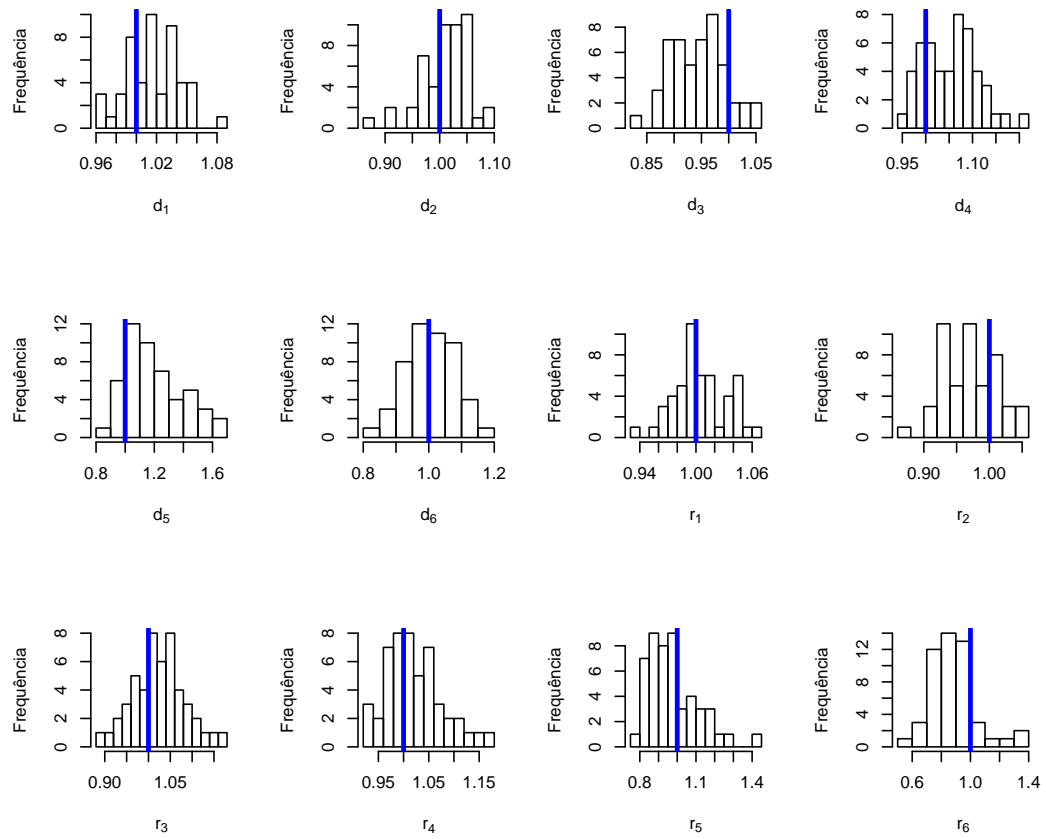 Frequência 0 4 8 0.96 1.02 1.08 d1
Frequência 0 4 8 0.90 1.00 1.10 d2
Frequência 0 2 4 6 8 0.85 0.95 1.05 d3
Frequência 0 2 4 6 8 0.95 1.10 d4
Frequência 0 4 8 12 0.8 1.2 1.6 d5
Frequência 0 4 8 12 0.8 1.0 1.2 d6
Frequência 0 4 8 0.94 1.00 1.06 r1
Frequência 0 4 8 0.90 1.00 r2
Frequência 0 2 4 6 8 0.90 1.05 r3
Frequência 0 2 4 6 8 0.95 1.05 1.15 r4
Frequência 0 2 4 6 8 0.8 1.1 1.4 r5
Frequência 0 4 8 12 0.6 1.0 1.4 r6